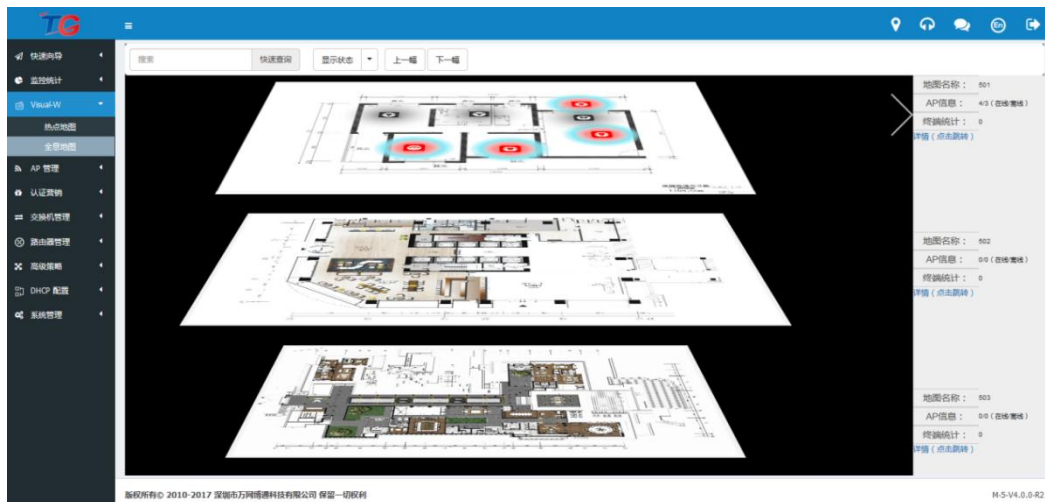 TG
En
快速向导
监控统计
Visual-W
热点地图
全息地图
AP 管理
认证营销
交换机管理
路由器管理
高级策略
DHCP 配置
系统管理
搜索
快速查询
显示状态
上一幅
下一幅
地图名称： 501
AP信息： 4/3 ( 在线/离线 )
终端统计： 0
详情 ( 点击跳转 )
地图名称： 502
AP信息： 0/0 ( 在线/离线 )
终端统计： 0
详情 ( 点击跳转 )
地图名称： 503
AP信息： 0/0 ( 在线/离线 )
终端统计： 0
详情 ( 点击跳转 )
版权所有© 2010-2017 深圳市万网博通科技有限公司 保留一切权利
M-5-V4.0.0-R2